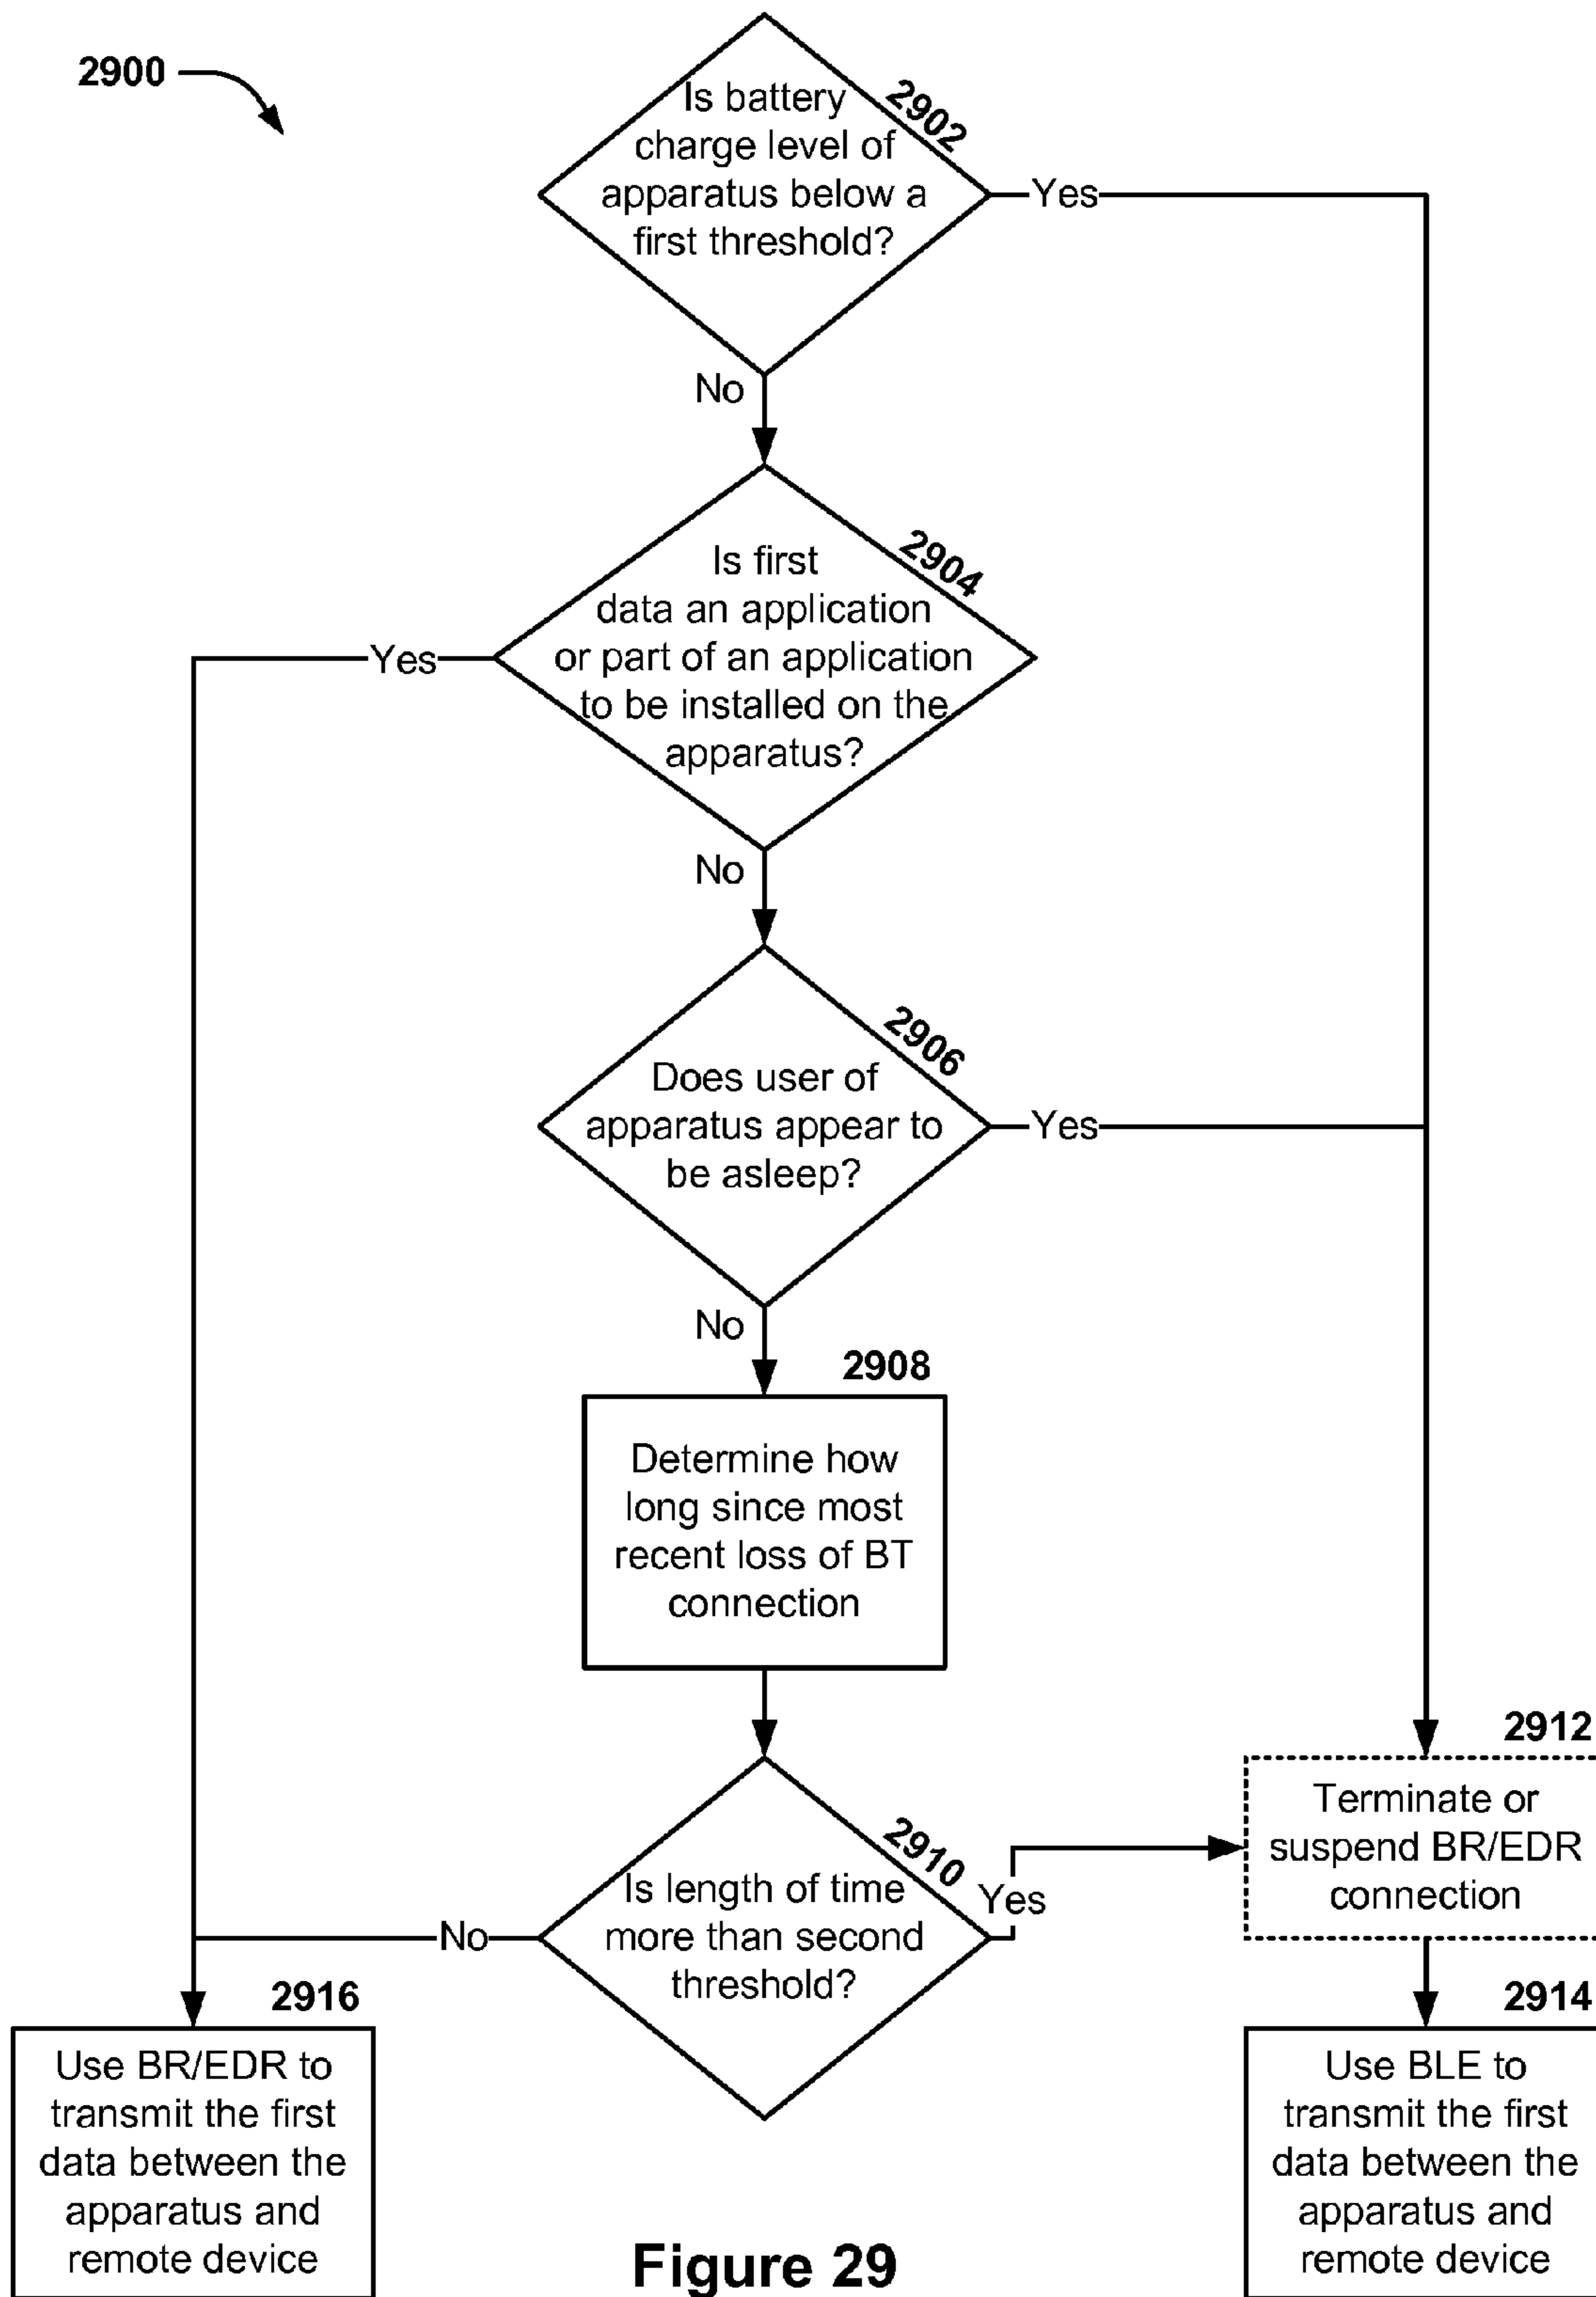 2900
Is battery
charge level of
apparatus below a
first threshold?
2902
Yes
No
Is first
data an application
or part of an application
to be installed on the
apparatus?
2904
Yes
No
Does user of
apparatus appear to
be asleep?
2906
Yes
No
2908
Determine how
long since most
recent loss of BT
connection
Is length of time
more than second
threshold?
2910
Yes
No
2912
Terminate or
suspend BR/EDR
connection
2914
Use BLE to
transmit the first
data between the
apparatus and
remote device
2916
Use BR/EDR to
transmit the first
data between the
apparatus and
remote device
Figure 29